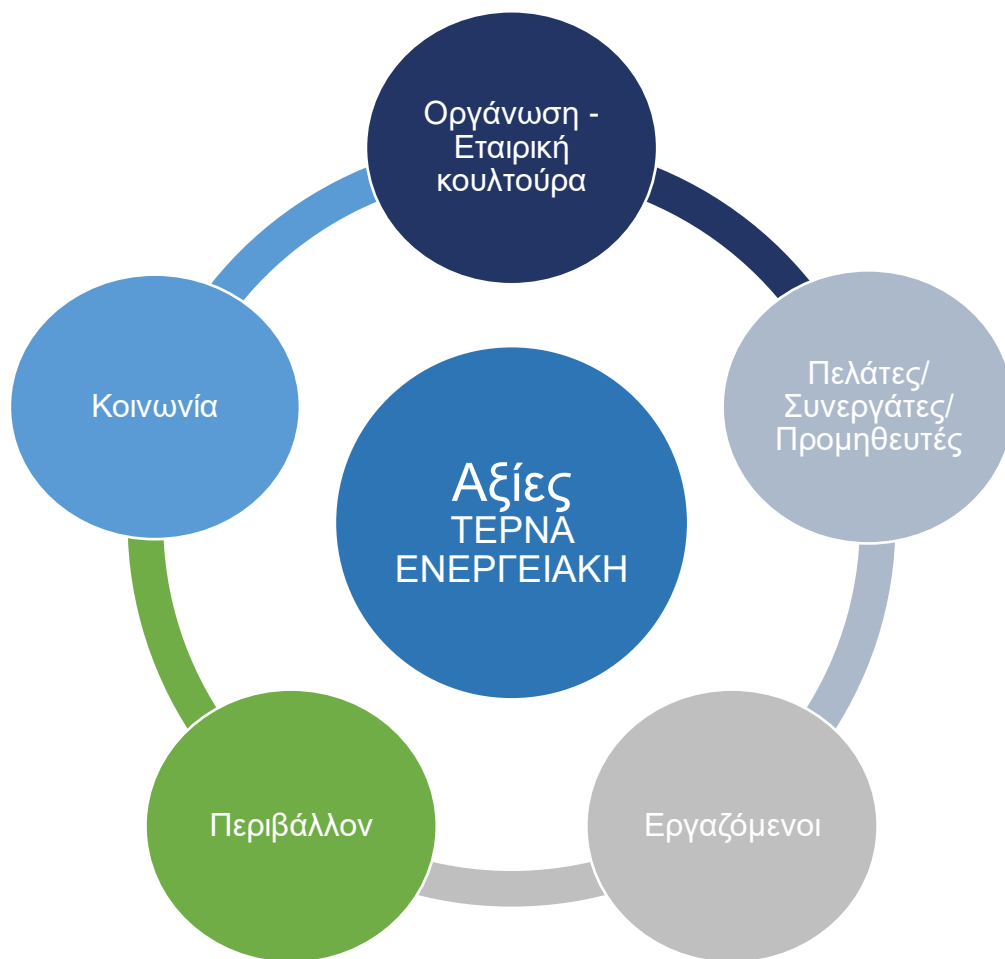 Οργάνωση -
Εταιρική
κουλτούρα
Πελάτες/
Συνεργάτες/
Προμηθευτές
Κοινωνία
Αξίες
ΤΕΡΝΑ
ΕΝΕΡΓΕΙΑΚΗ
Περιβάλλον
Εργαζόμενοι